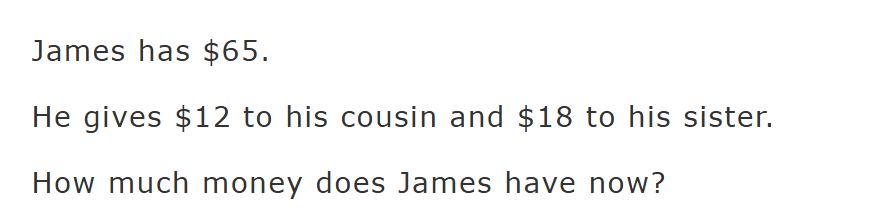 James has $65.
He gives $12 to his cousin and $18 to his sister.
How much money does James have now?